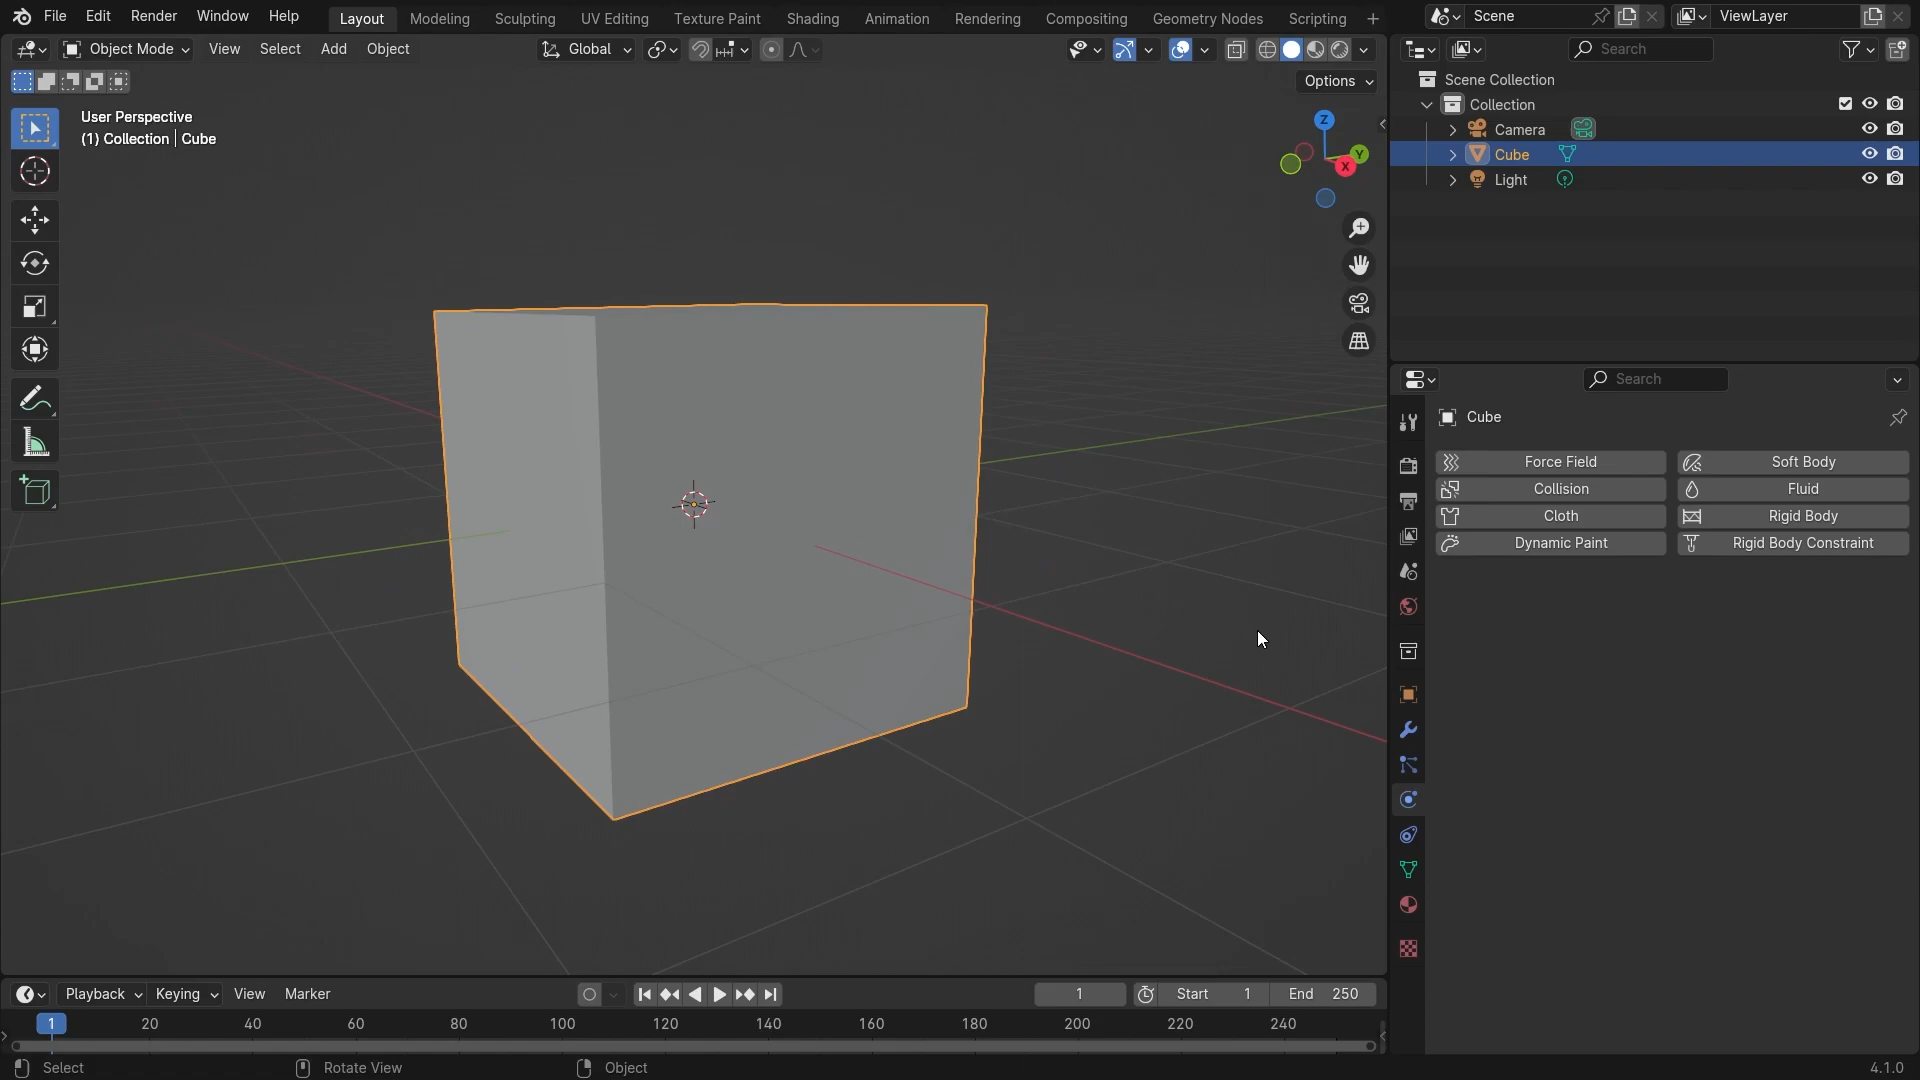 File Edit Render Window Help Layout Modeling Sculpting UV Editing Texture Paint Shading Animation Rendering Compositing Geometry Nodes Scripting Scene ViewLayer
Object Mode View Select Add Object Global Search
Options
User Perspective
(1) Collection | Cube
Z
Y
X
Scene Collection
Collection
Camera
Cube
Light
Search
Cube
Force Field Soft Body
Collision Fluid
Cloth Rigid Body
Dynamic Paint Rigid Body Constraint
Playback Keying View Marker 1 Start 1 End 250
1 20 40 60 80 100 120 140 160 180 200 220 240
Select Rotate View Object 4.1.0